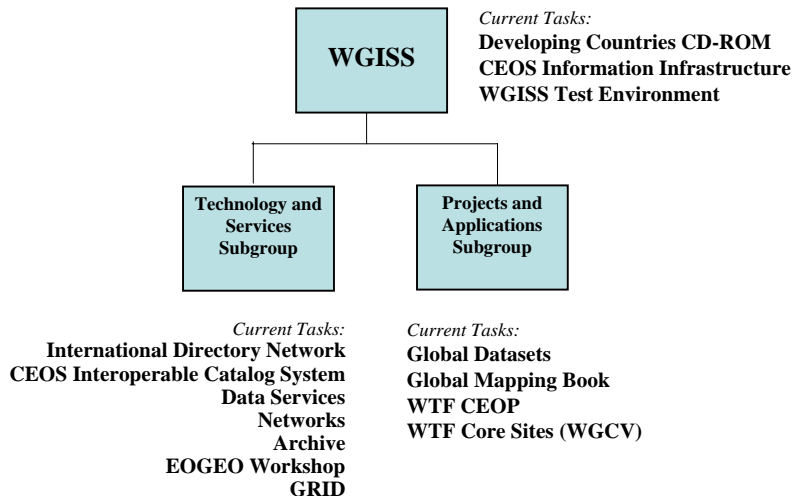 WGISS
Current Tasks:
Developing Countries CD-ROM
CEOS Information Infrastructure
WGISS Test Environment
Technology and
Services
Subgroup
Projects and
Applications
Subgroup
Current Tasks:
International Directory Network
CEOS Interoperable Catalog System
Data Services
Networks
Archive
EOGEO Workshop
GRID
Current Tasks:
Global Datasets
Global Mapping Book
WTF CEOP
WTF Core Sites (WGCV)